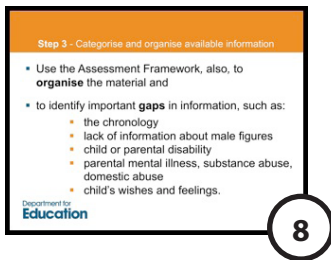 Step 3 - Categorise and organise available information
• Use the Assessment Framework, also, to
organise the material and
• to identify important gaps in information, such as:
• the chronology
• lack of information about male figures
• child or parental disability
• parental mental illness, substance abuse,
domestic abuse
• child's wishes and feelings.
Department for
Education
8